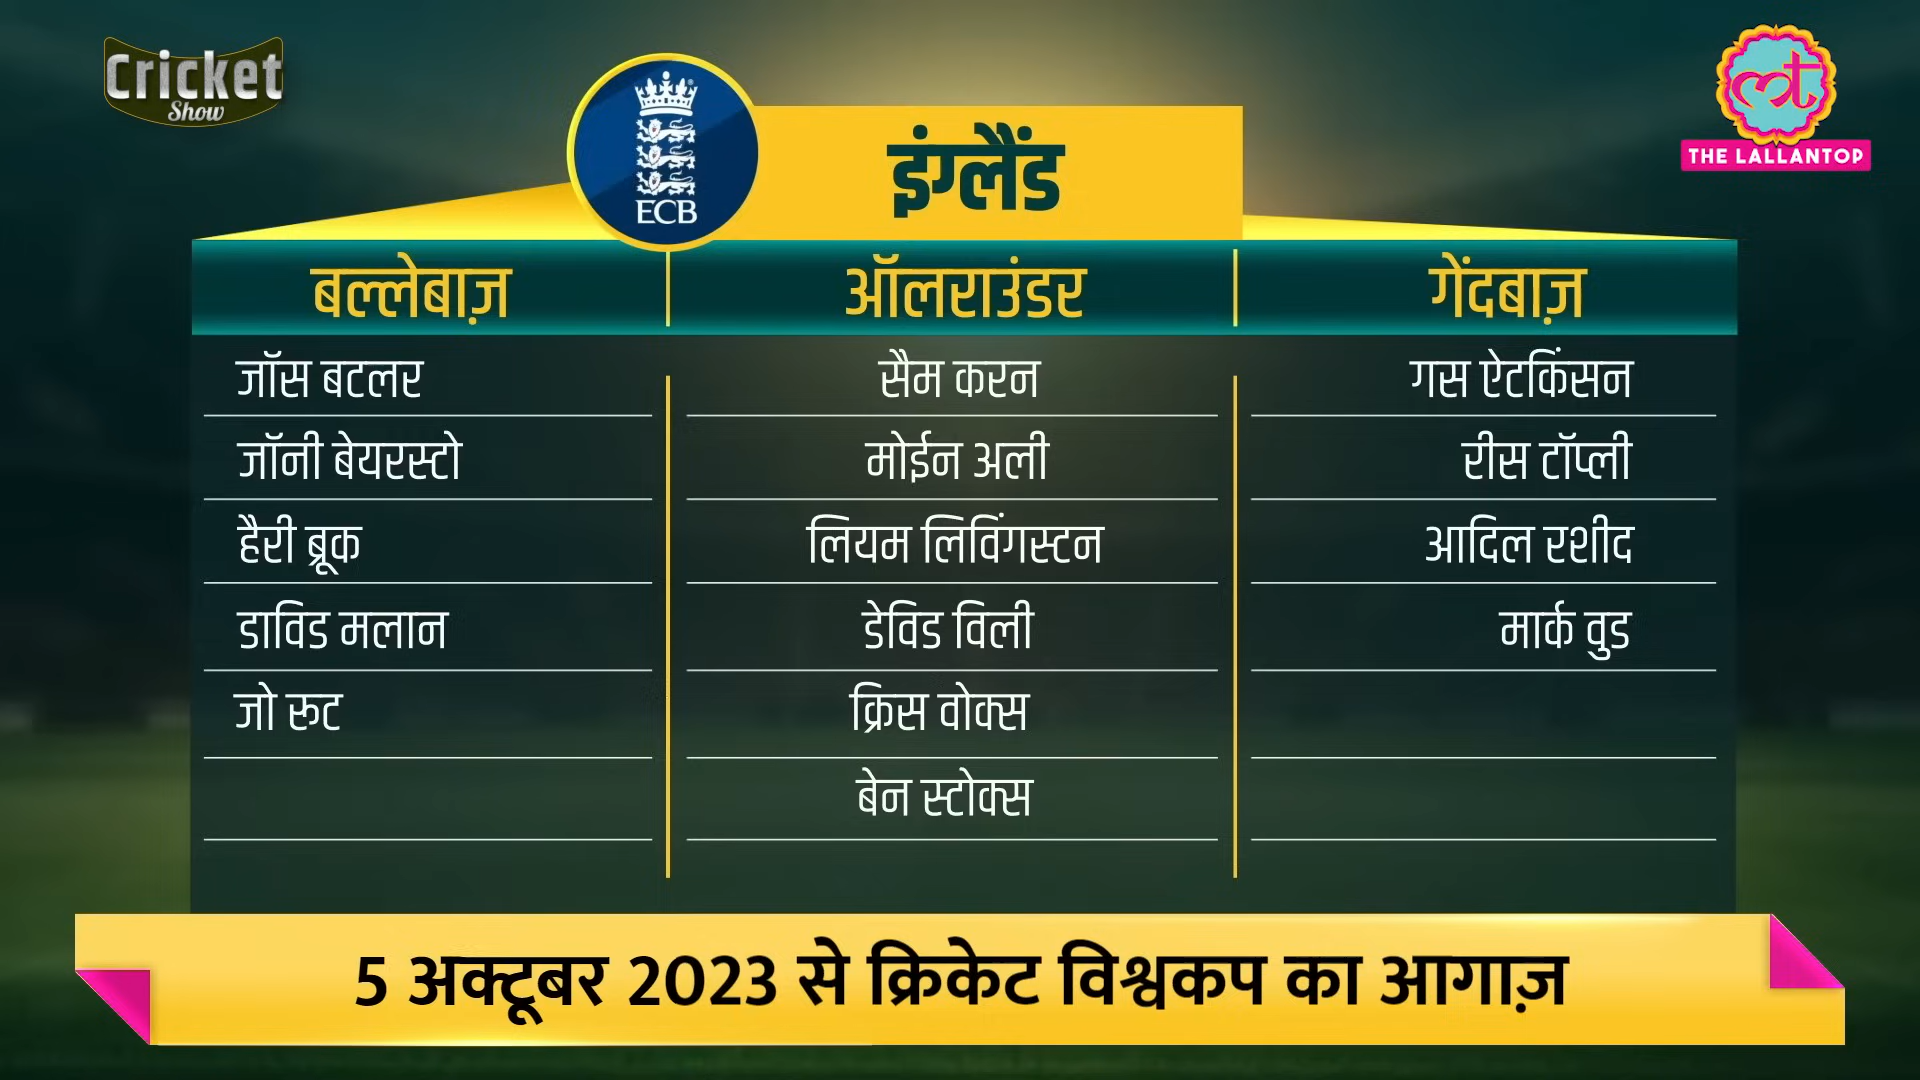 Cricket
Show
ECB
इंग्लैंड
THE LALLANTOP
बल्लेबाज़ ऑलराउंडर गेंदबाज़
जॉस बटलर सैम करन गस ऐटकिंसन
जॉनी बेयरस्टो मोईन अली रीस टॉप्ली
हैरी ब्रूक लियम लिविंगस्टन आदिल रशीद
डाविड मलान डेविड विली मार्क वुड
जो रूट क्रिस वोक्स
बेन स्टोक्स
5 अक्टूबर 2023 से क्रिकेट विश्वकप का आगाज़